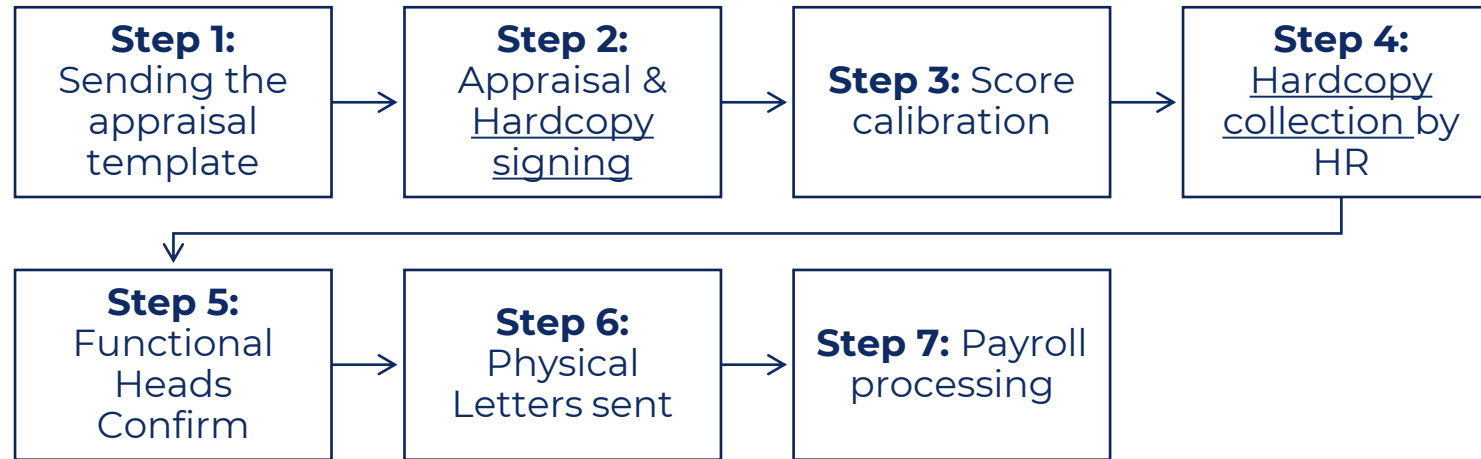 Step 1:
Sending the
appraisal
template
Step 2:
Appraisal &
Hardcopy
signing
Step 3: Score
calibration
Step 4:
Hardcopy
collection by
HR
Step 5:
Functional
Heads
Confirm
Step 6:
Physical
Letters sent
Step 7: Payroll
processing